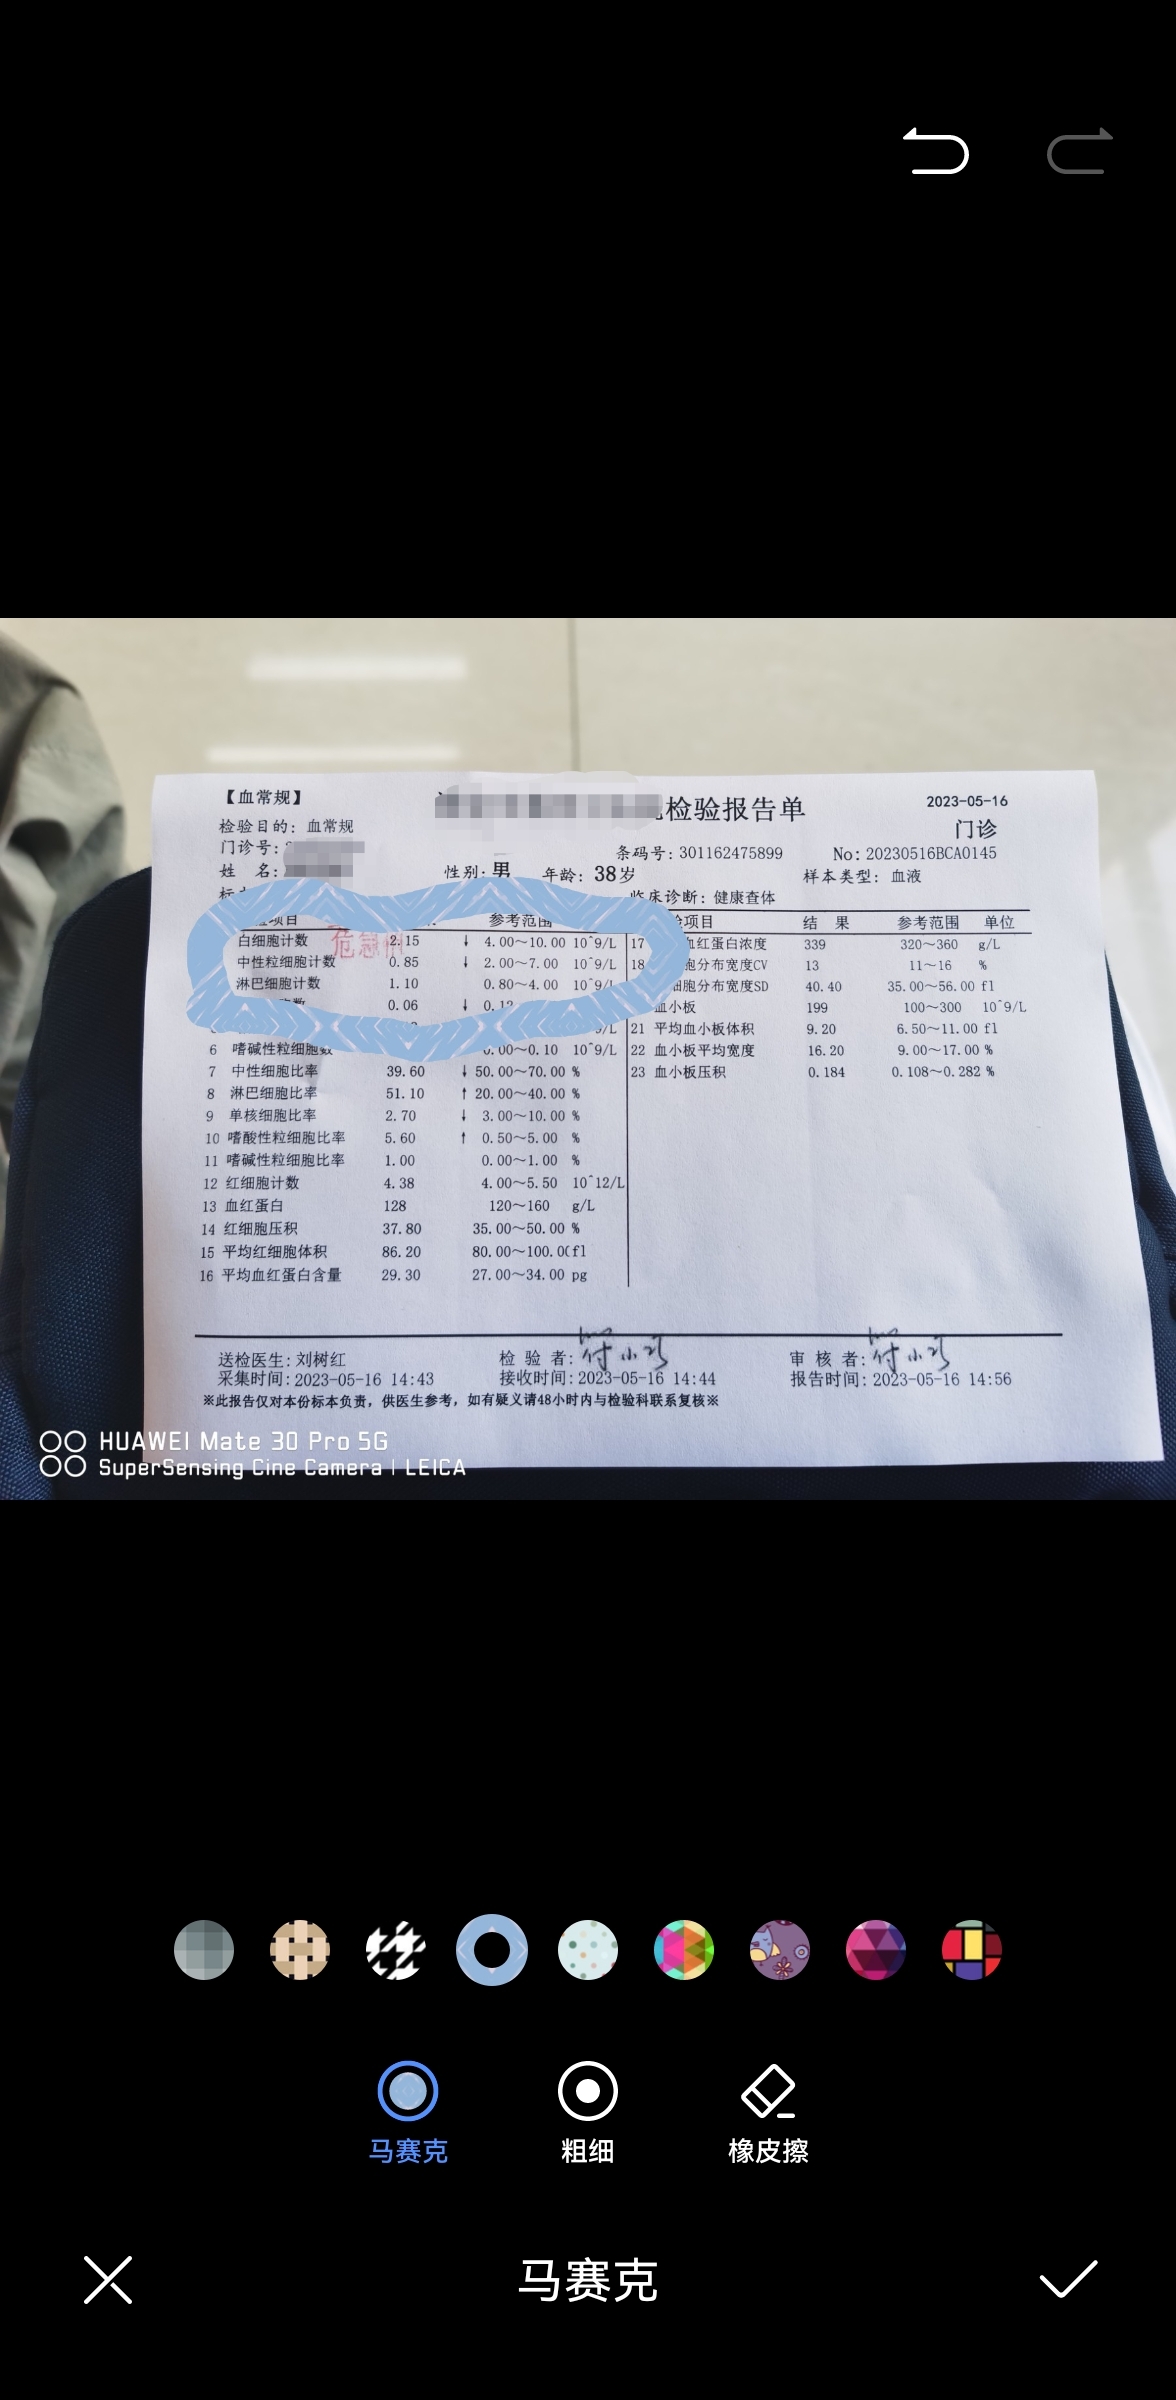 【血常规】
检验报告单
2023-05-16
检验目的: 血常规
门诊
门诊号:
条码号: 301162475899
No: 20230516BCA0145
姓 名:
性别: 男 年龄: 38岁
样本类型: 血液
临床诊断: 健康查体
项目 参考范围
项目 结 果 参考范围 单位
白细胞计数 2.15 ↓ 4.00~10.00 10^9/L
危急
中性粒细胞计数 0.85 ↓ 2.00~7.00 10^9/L
淋巴细胞计数 1.10 0.80~4.00 10^9/L
0.06 ↓
6 嗜碱性粒细胞数 0.00~0.10 10^9/L
7 中性细胞比率 39.60 ↓ 50.00~70.00 %
8 淋巴细胞比率 51.10 ↑ 20.00~40.00 %
9 单核细胞比率 2.70 ↓ 3.00~10.00 %
10 嗜酸性粒细胞比率 5.60 ↑ 0.50~5.00 %
11 嗜碱性粒细胞比率 1.00 0.00~1.00 %
12 红细胞计数 4.38 4.00~5.50 10^12/L
13 血红蛋白 128 120~160 g/L
14 红细胞压积 37.80 35.00~50.00 %
15 平均红细胞体积 86.20 80.00~100.0(fl
16 平均血红蛋白含量 29.30 27.00~34.00 pg
17 血红蛋白浓度 339 320~360 g/L
18 胞分布宽度CV 13 11~16 %
细胞分布宽度SD 40.40 35.00~56.00 fl
血小板 199 100~300 10^9/L
21 平均血小板体积 9.20 6.50~11.00 fl
22 血小板平均宽度 16.20 9.00~17.00 %
23 血小板压积 0.184 0.108~0.282 %
送检医生: 刘树红 检 验 者: 审 核 者:
采集时间: 2023-05-16 14:43 接收时间: 2023-05-16 14:44 报告时间: 2023-05-16 14:56
※此报告仅对本份标本负责, 供医生参考, 如有疑义请48小时内与检验科联系复核※
HUAWEI Mate 30 Pro 5G
SuperSensing Cine Camera | LEICA
马赛克 粗细 橡皮擦
马赛克